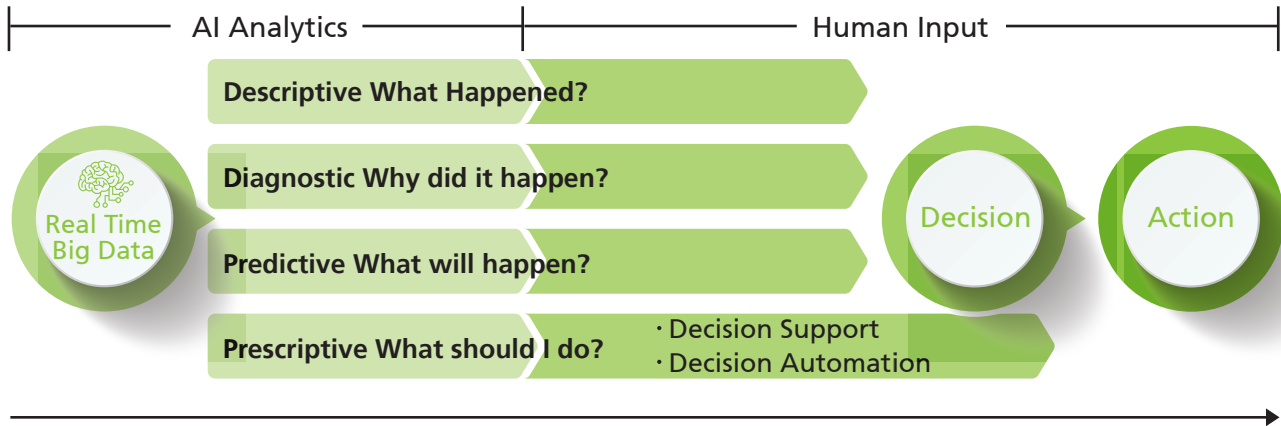 AI Analytics
Human Input
Descriptive What Happened?
Diagnostic Why did it happen?
Real Time
Big Data
Predictive What will happen?
Prescriptive What should I do?
· Decision Support
· Decision Automation
Decision
Action